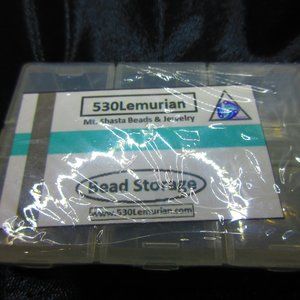 530Lemurian
Mt. Shasta Beads & Jewelry
Bead Storage
www.530Lemurian.com